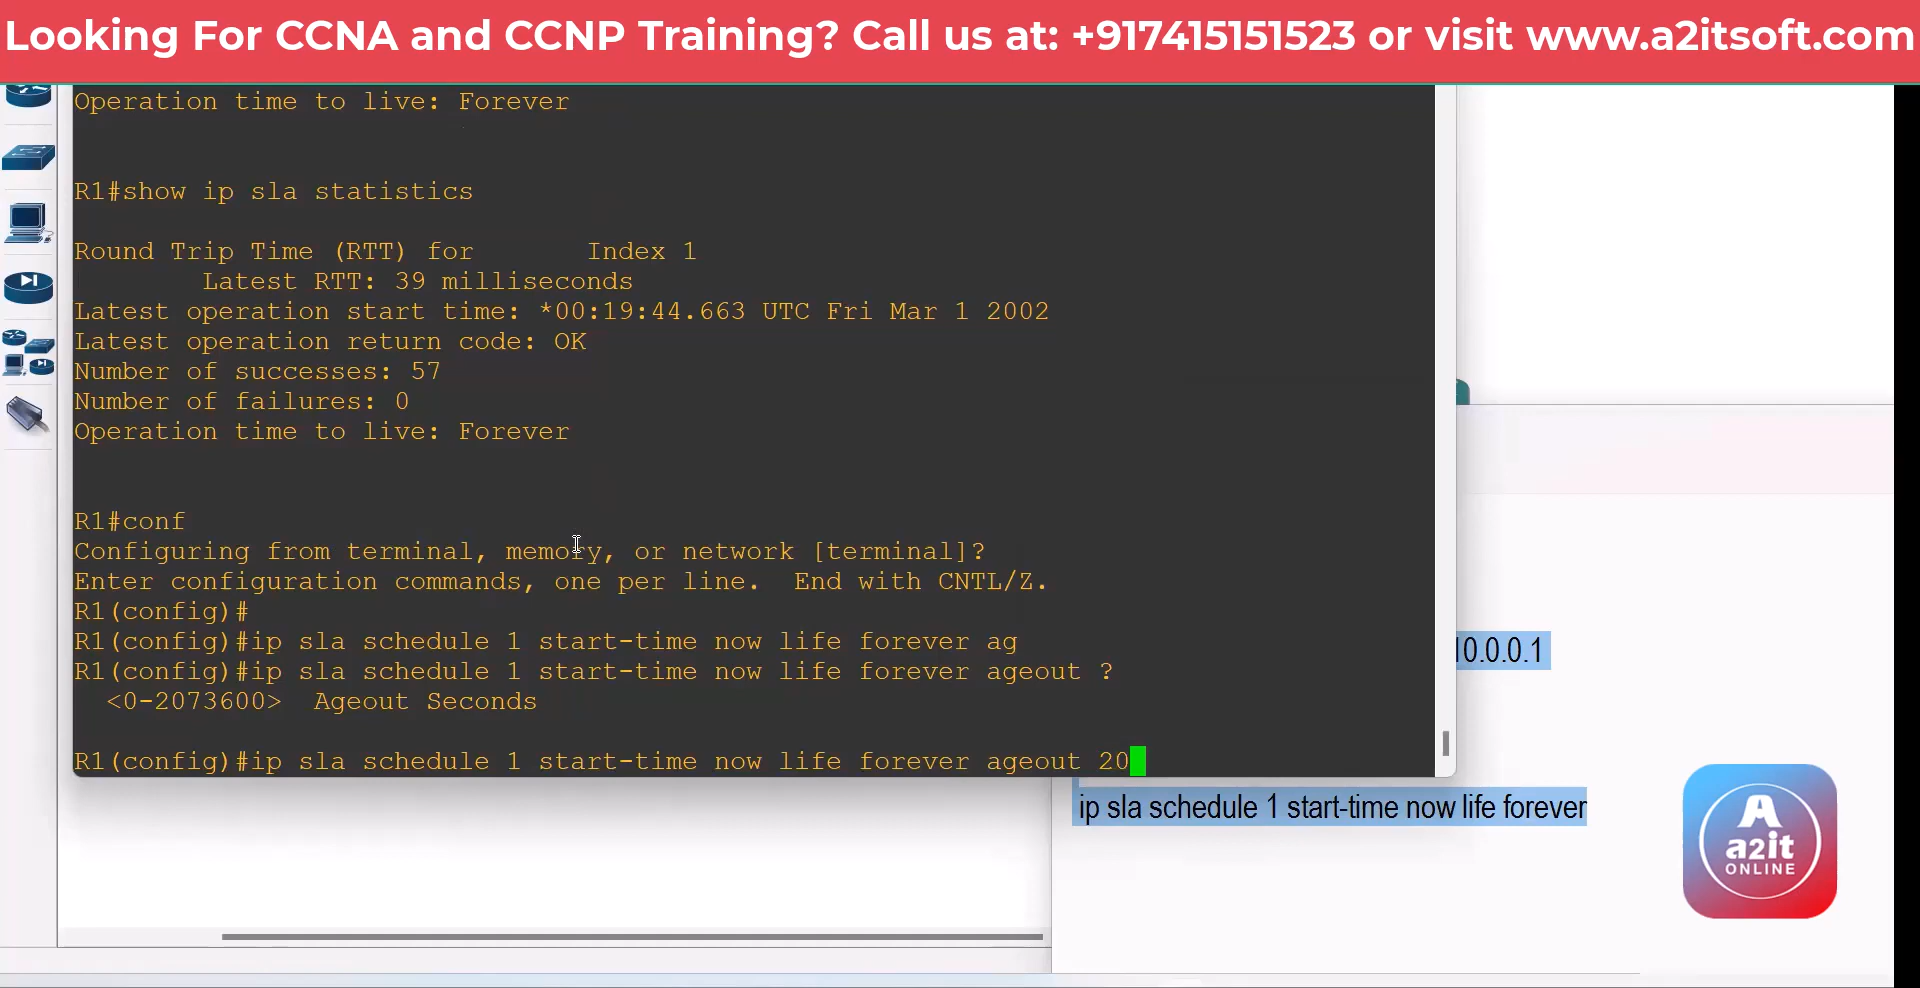 Looking For CCNA and CCNP Training? Call us at: +917415151523 or visit www.a2itsoft.com
Operation time to live: Forever
R1#show ip sla statistics
Round Trip Time (RTT) for       Index 1
        Latest RTT: 39 milliseconds
Latest operation start time: *00:19:44.663 UTC Fri Mar 1 2002
Latest operation return code: OK
Number of successes: 57
Number of failures: 0
Operation time to live: Forever
R1#conf
Configuring from terminal, memory, or network [terminal]?
Enter configuration commands, one per line.  End with CNTL/Z.
R1(config)#
R1(config)#ip sla schedule 1 start-time now life forever ag
R1(config)#ip sla schedule 1 start-time now life forever ageout ?
  <0-2073600>  Ageout Seconds
R1(config)#ip sla schedule 1 start-time now life forever ageout 20
10.0.0.1
ip sla schedule 1 start-time now life forever
A
a2it
ONLINE